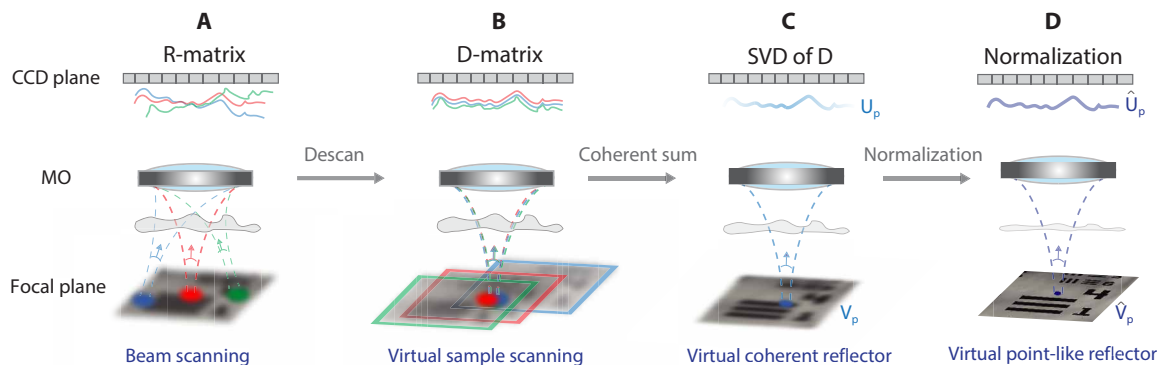 A B C D
R-matrix D-matrix SVD of D Normalization
CCD plane
U_p Û_p
Descan Coherent sum Normalization
MO
Focal plane
V_p V̂_p
Beam scanning Virtual sample scanning Virtual coherent reflector Virtual point-like reflector